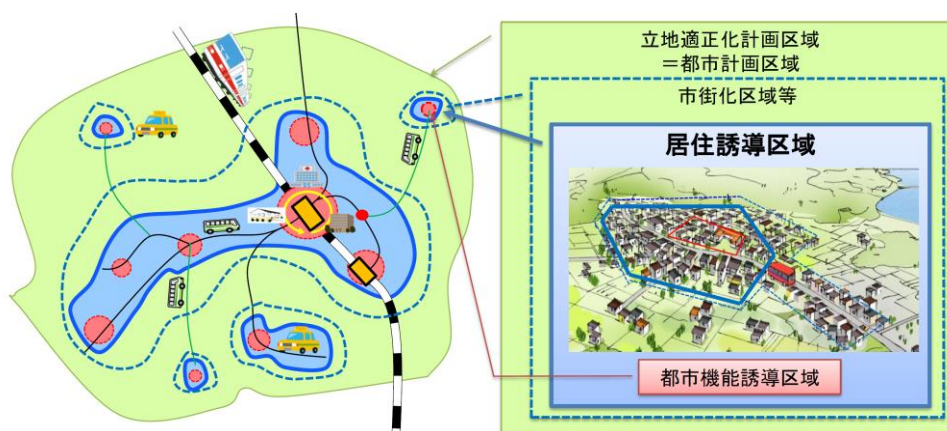 立地適正化計画区域
＝都市計画区域
市街化区域等
居住誘導区域
都市機能誘導区域